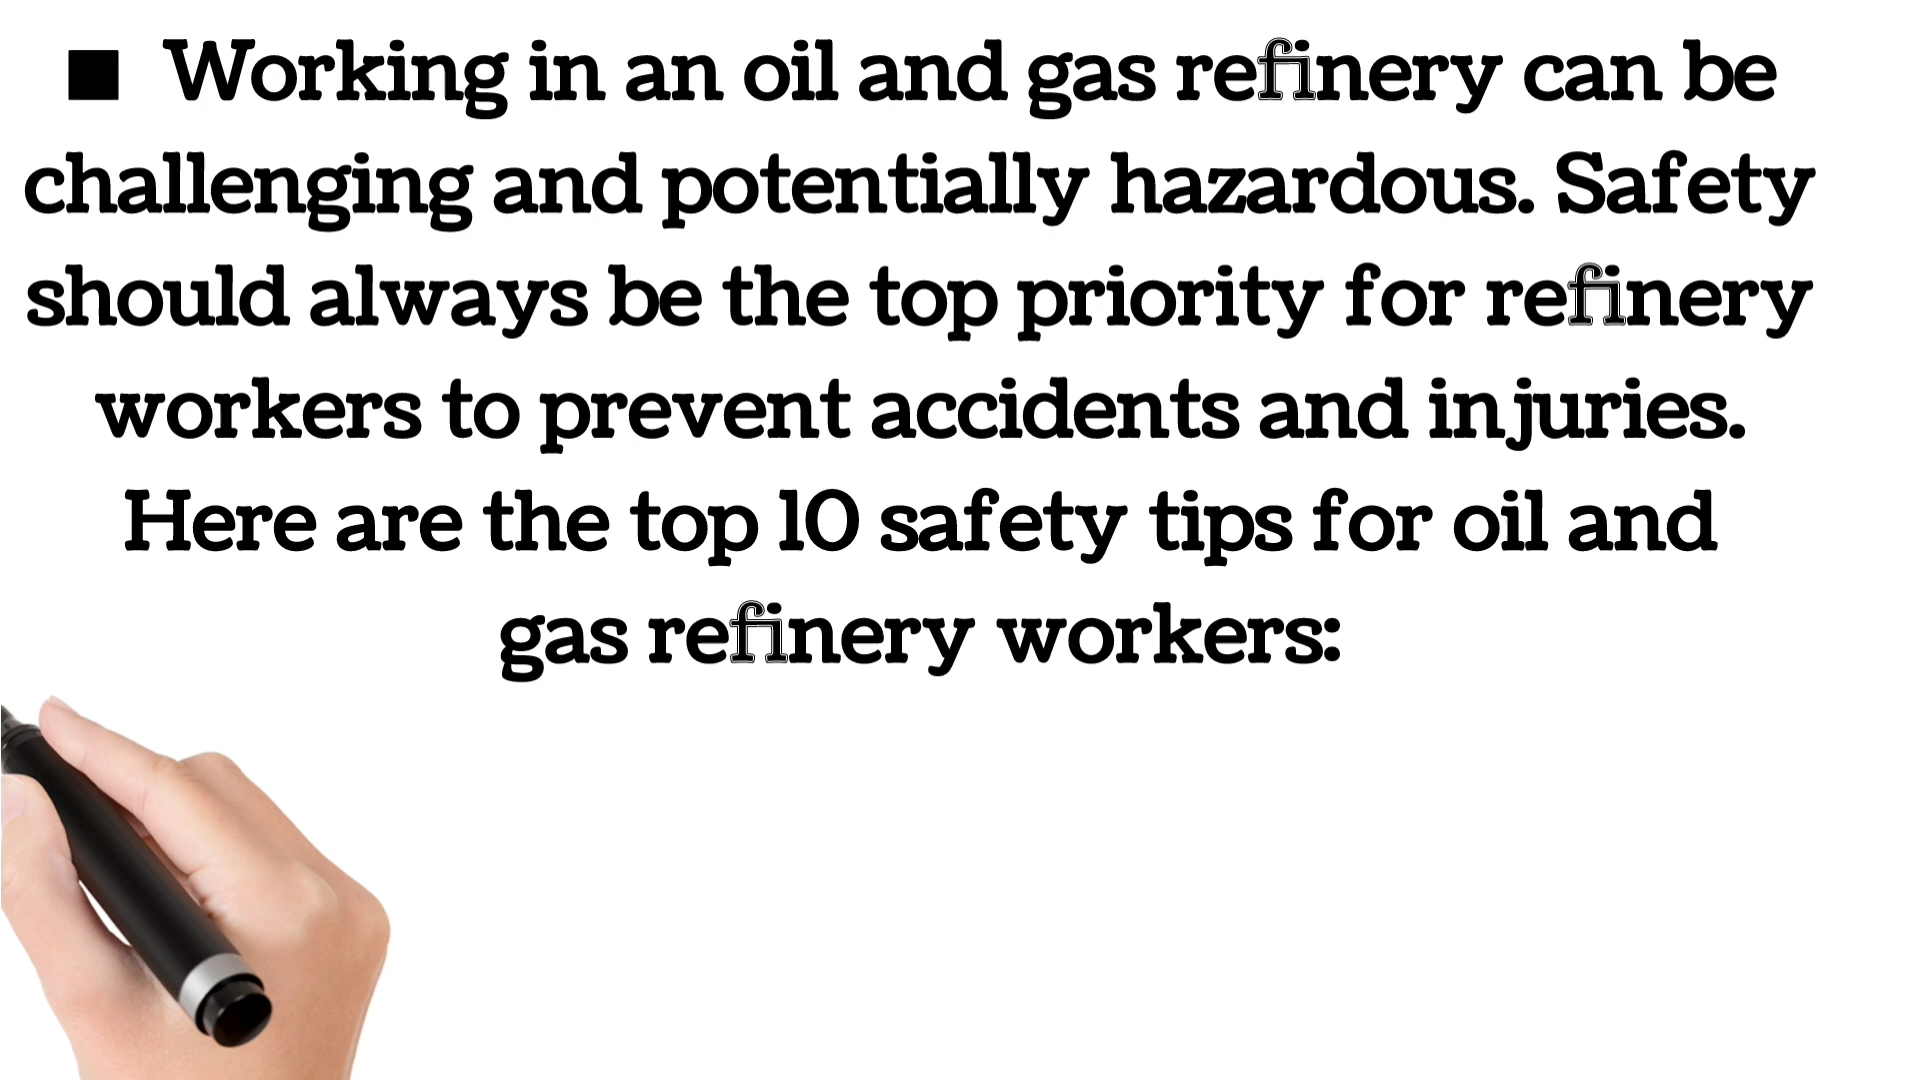 ■ Working in an oil and gas refinery can be
challenging and potentially hazardous. Safety
should always be the top priority for refinery
workers to prevent accidents and injuries.
Here are the top 10 safety tips for oil and
gas refinery workers: